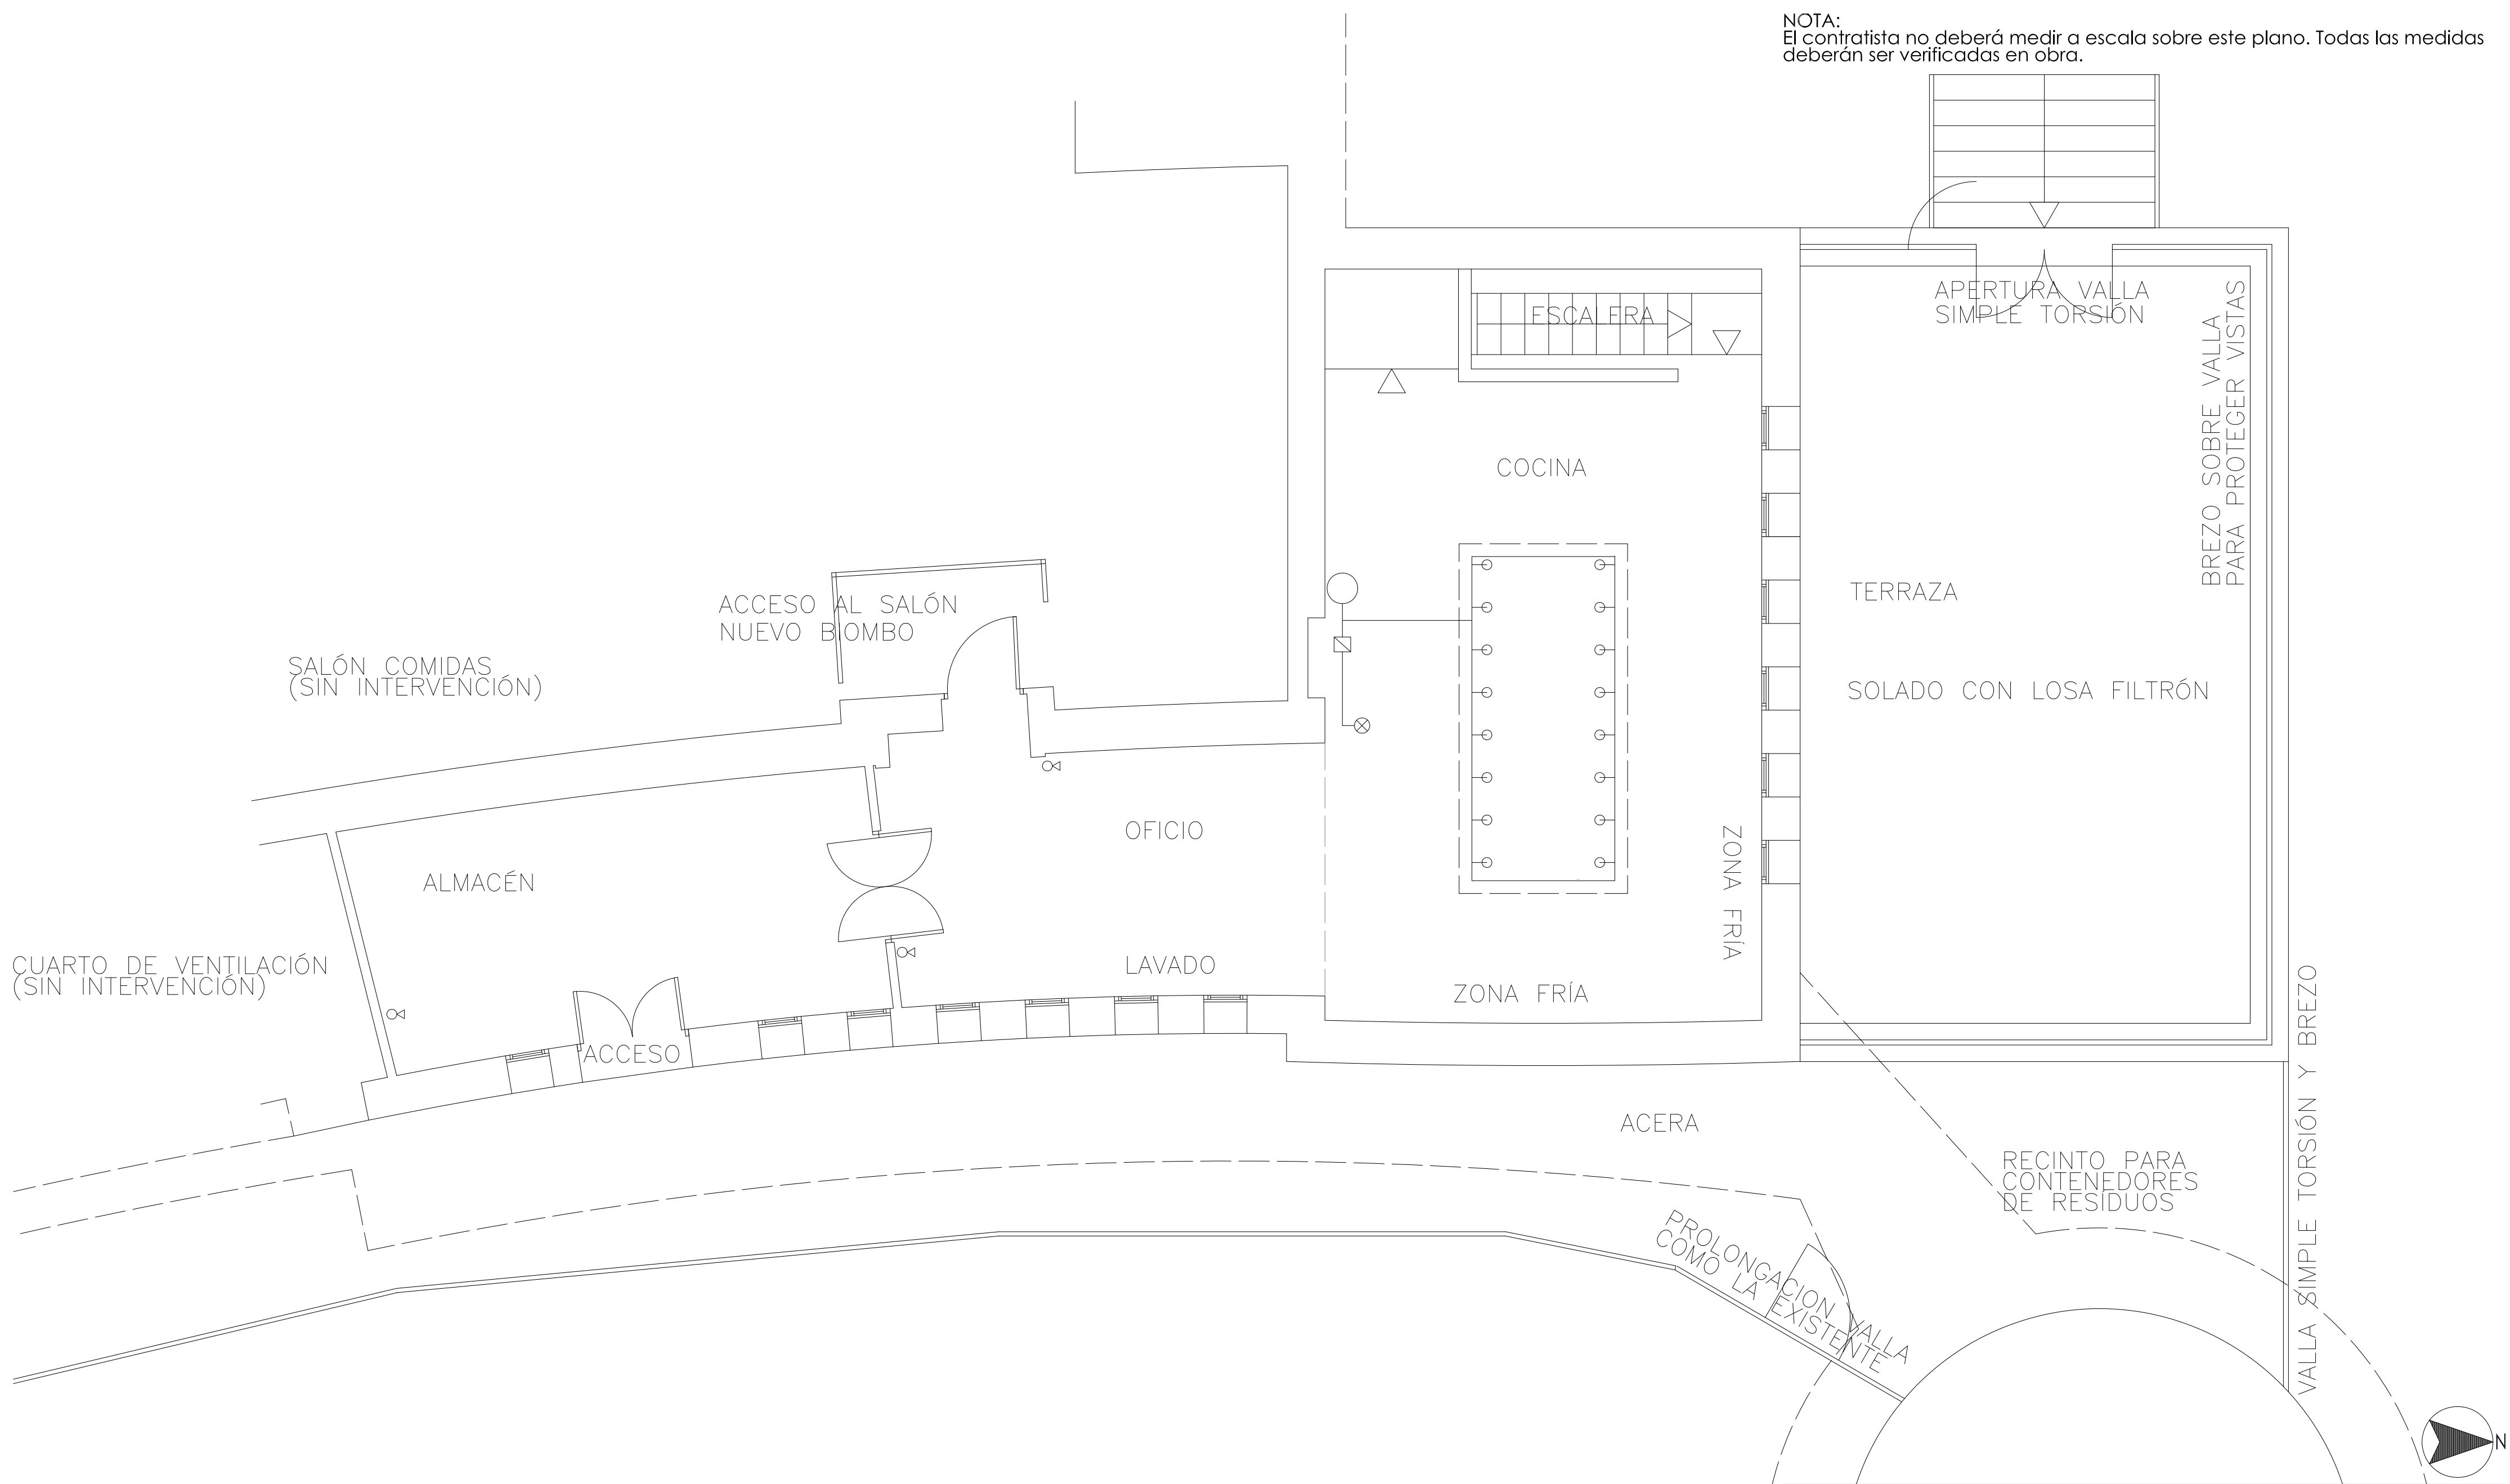 NOTA:
El contratista no deberá medir a escala sobre este plano. Todas las medidas
deberán ser verificadas en obra.
APERTURA VALLA
SIMPLE TORSIÓN
BREZO SOBRE VALLA
PARA PROTEGER VISTAS
ESCALERA
COCINA
TERRAZA
ACCESO AL SALÓN
NUEVO BIOMBO
SALÓN COMIDAS
(SIN INTERVENCIÓN)
SOLADO CON LOSA FILTRÓN
OFICIO
ZONA FRÍA
ALMACÉN
CUARTO DE VENTILACIÓN
(SIN INTERVENCIÓN)
LAVADO
ZONA FRÍA
ACCESO
ACERA
RECINTO PARA
CONTENEDORES
DE RESÍDUOS
VALLA SIMPLE TORSIÓN Y BREZO
PROLONGACION VALLA
COMO LA EXISTENTE
N